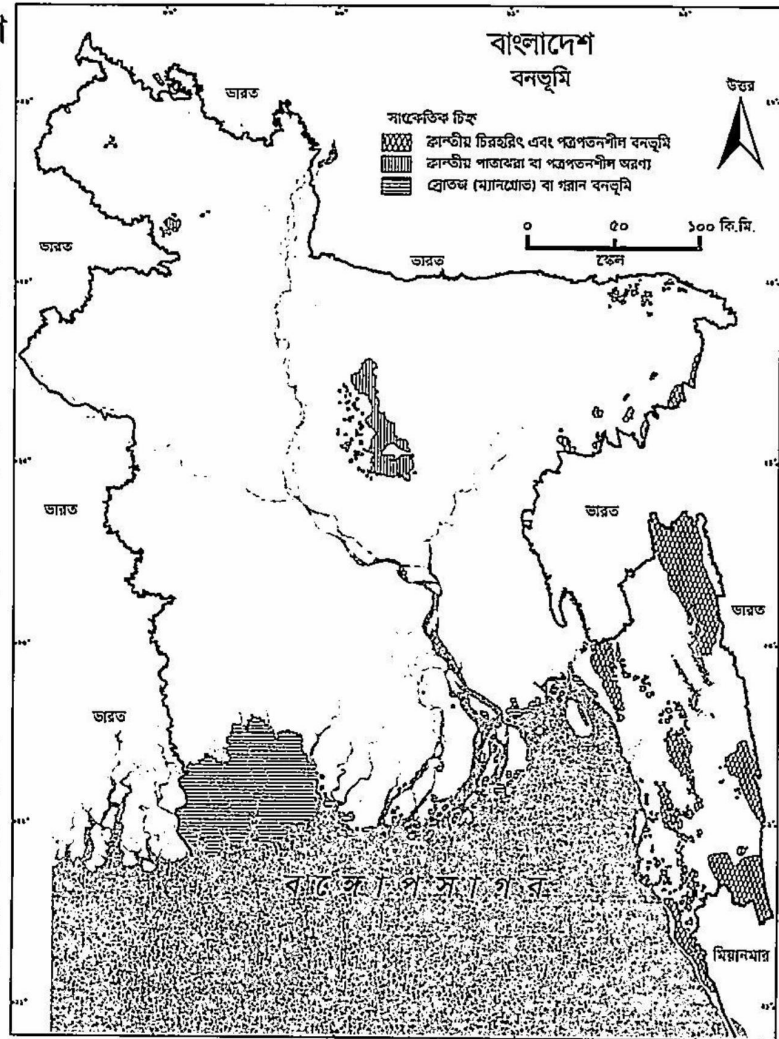 বাংলাদেশ
বনভূমি
উত্তর
সাংকেতিক চিহ্ন
ক্রান্তীয় চিরহরিৎ এবং পত্রপতনশীল বনভূমি
ক্রান্তীয় পাতাঝরা বা পত্রপতনশীল অরণ্য
স্রোতজ (ম্যানগ্রোভ) বা গরান বনভূমি
০ ৫০ ১০০ কি.মি.
স্কেল
ভারত
ভারত
ভারত
ভারত
ভারত
ভারত
ভারত
বঙ্গোপসাগর
মিয়ানমার